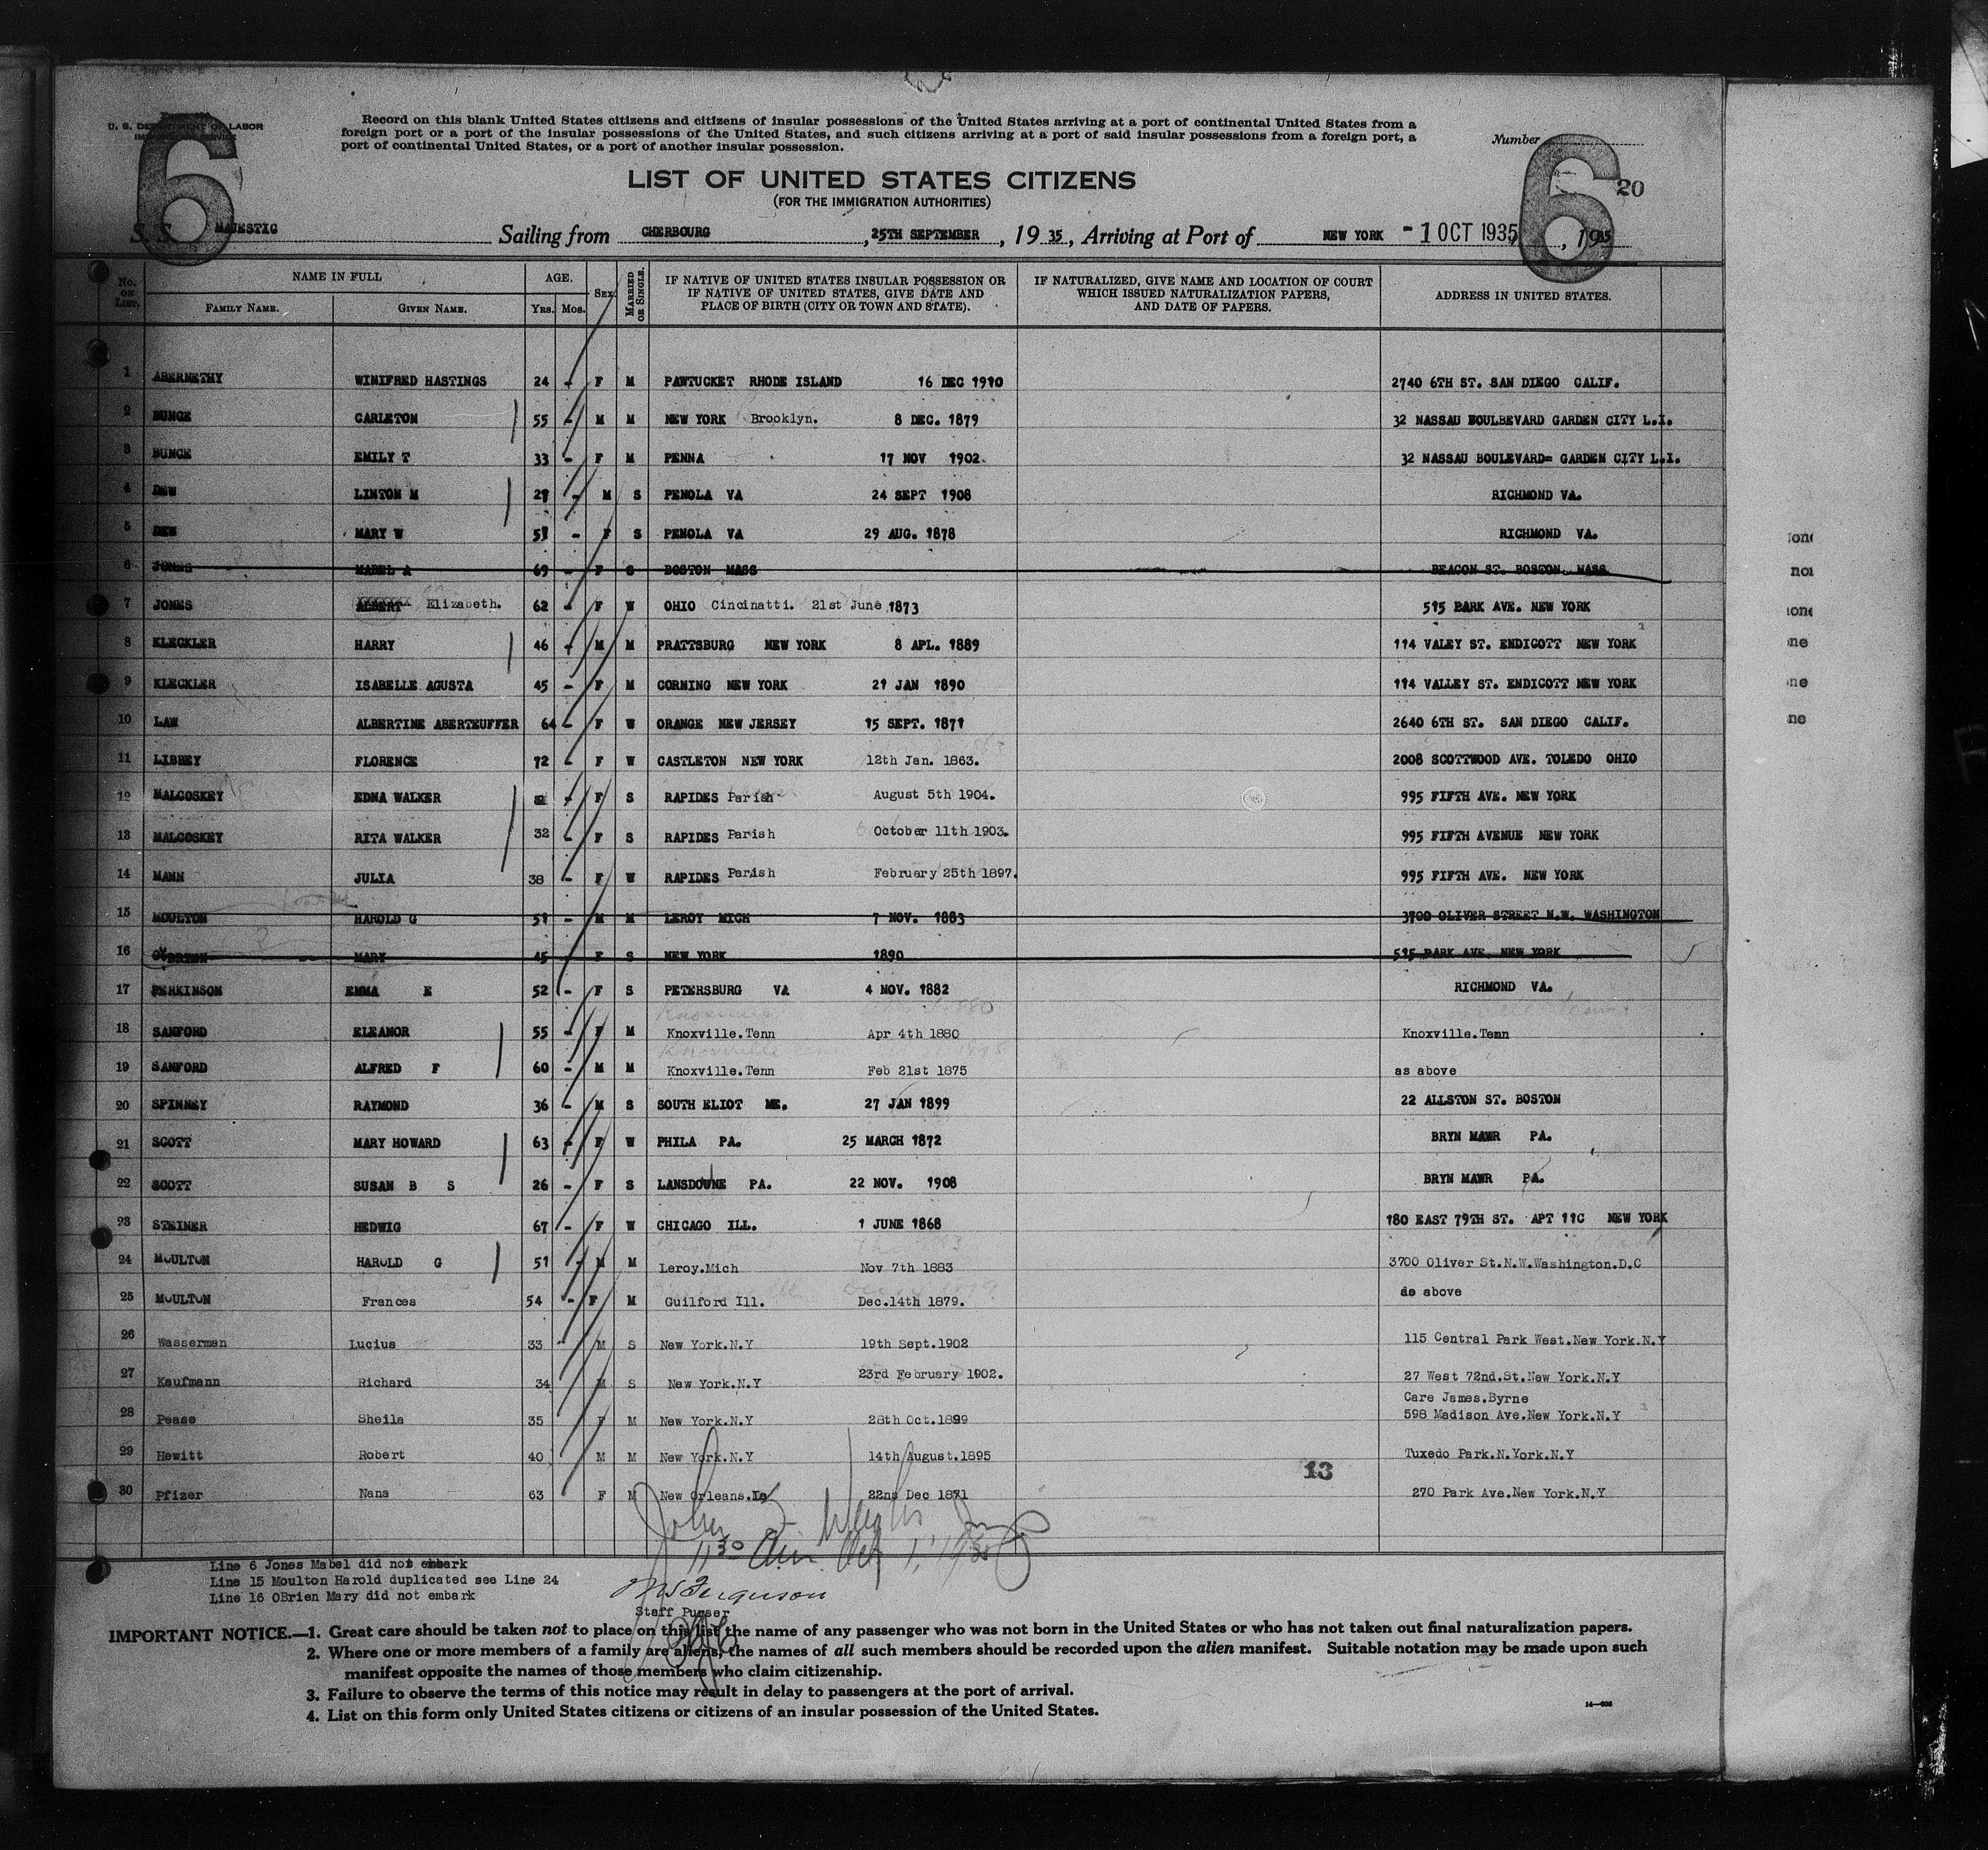 U. S. DEPARTMENT OF LABOR
6
Record on this blank United States citizens and citizens of insular possessions of the United States arriving at a port of continental United States from a
foreign port or a port of the insular possessions of the United States, and such citizens arriving at a port of said insular possessions from a foreign port, a
port of continental United States, or a port of another insular possession.
Number
6
20
LIST OF UNITED STATES CITIZENS
(FOR THE IMMIGRATION AUTHORITIES)
S. S. MAJESTIC Sailing from CHERBOURG, 25TH SEPTEMBER, 19 35, Arriving at Port of NEW YORK - 1 OCT 1935, 1935
No. ON LIST. NAME IN FULL FAMILY NAME. GIVEN NAME. AGE. YRS. MOS. SEX. MARRIED OR SINGLE. IF NATIVE OF UNITED STATES INSULAR POSSESSION OR IF NATIVE OF UNITED STATES, GIVE DATE AND PLACE OF BIRTH (CITY OR TOWN AND STATE). IF NATURALIZED, GIVE NAME AND LOCATION OF COURT WHICH ISSUED NATURALIZATION PAPERS, AND DATE OF PAPERS. ADDRESS IN UNITED STATES.
1 ABERNETHY WINIFRED HASTINGS 24 - F M PAWTUCKET RHODE ISLAND 16 DEC 1910 2740 6TH ST. SAN DIEGO CALIF.
2 BUNCE CARLETON 55 - M M NEW YORK Brooklyn. 8 DEC. 1879 32 NASSAU BOULBEVARD GARDEN CITY L.I.
3 BUNCE EMILY T 33 - F M PENNA 17 NOV 1902. 32 NASSAU BOULEVARD= GARDEN CITY L.I.
4 DEW LINTON M 27 - M S PENOLA VA 24 SEPT 1908 RICHMOND VA.
5 DEW MARY W 57 - F S PENOLA VA 29 AUG. 1878 RICHMOND VA.
6 JONES MABEL A 69 - F S BOSTON MASS BEACON ST. BOSTON. MASS
7 JONES ALBERT Elizabeth. 62 - F W OHIO Cincinatti. 21st June 1873 515 PARK AVE. NEW YORK
8 KLECKLER HARRY 46 - M M PRATTSBURG NEW YORK 8 APL. 1889 114 VALEY ST. ENDICOTT NEW YORK
9 KLECKLER ISABELLE AGUSTA 45 - F M CORNING NEW YORK 21 JAN 1890 114 VALLEY ST. ENDICOTT NEW YORK
10 LAW ALBERTINE ABERTEUFFER 64 - F W ORANGE NEW JERSEY 15 SEPT. 1871 2640 6TH ST. SAN DIEGO CALIF.
11 LIBBEY FLORENCE 72 - F W CASTLETON NEW YORK 12th Jan. 1863. 2008 SCOTTWOOD AVE. TOLEDO OHIO
12 MALCOSKEY EDNA WALKER - F S RAPIDES Parish August 5th 1904. 995 FIFTH AVE. NEW YORK
13 MALCOSKEY RITA WALKER 32 - F S RAPIDES Parish October 11th 1903. 995 FIFTH AVENUE NEW YORK
14 MANN JULIA 38 - F W RAPIDES Parish February 25th 1897. 995 FIFTH AVE. NEW YORK
15 MOULTON HAROLD G 51 - M M LEROY MICH 7 NOV. 1883 3700 OLIVER STREET N.W. WASHINGTON
16 O'BRIEN MARY 45 - F S NEW YORK 1890 515 PARK AVE. NEW YORK
17 PERKINSON EMMA E 52 - F S PETERSBURG VA 4 NOV. 1882 RICHMOND VA.
18 SANFORD ELEANOR 55 - F M Knoxville.Tenn Apr 4th 1880 Knoxville.Tenn
19 SANFORD ALFRED F 60 - M M Knoxville.Tenn Feb 21st 1875 as above
20 SPINNEY RAYMOND 36 - M S SOUTH ELIOT ME. 27 JAN 1899 22 ALLSTON ST. BOSTON
21 SCOTT MARY HOWARD 63 - F W PHILA PA. 25 MARCH 1872 BRYN MAWR PA.
22 SCOTT SUSAN B S 26 - F S LANSDOWNE PA. 22 NOV. 1908 BRYN MAWR PA.
23 STEINER HEDWIG 67 - F W CHICAGO ILL. 1 JUNE 1868 180 EAST 79TH ST. APT 11C NEW YORK
24 MOULTON HAROLD G 51 - M M Leroy.Mich Nov 7th 1883 3700 Oliver St.N.W.Washington.D.C
25 MOULTON Frances 54 - F M Guilford Ill. Dec.14th 1879. as above
26 Wasserman Lucius 33 M S New York.N.Y 19th Sept.1902 115 Central Park West.New York.N.Y
27 Kaufmann Richard 34 M S New York.N.Y 23rd February 1902. 27 West 72nd.St.New York.N.Y
28 Pease Sheila 35 F M New York.N.Y 28th Oct.1899 Care James.Byrne 598 Madison Ave.New York.N.Y
29 Hewitt Robert 40 M M New York.N.Y 14th August.1895 Tuxedo Park.N.York.N.Y
13
30 Pfizer Nana 63 F M New Orleans.La 22nd Dec 1871 270 Park Ave.New York.N.Y
John
11 30 am Oct 1, 1935
Line 6 Jones Mabel did not embark
Line 15 Moulton Harold duplicated see Line 24
Line 16 OBrien Mary did not embark
Ferguson
Staff Purser
IMPORTANT NOTICE.—1. Great care should be taken not to place on this list the name of any passenger who was not born in the United States or who has not taken out final naturalization papers.
2. Where one or more members of a family are aliens, the names of all such members should be recorded upon the alien manifest. Suitable notation may be made upon such
manifest opposite the names of those members who claim citizenship.
3. Failure to observe the terms of this notice may result in delay to passengers at the port of arrival.
4. List on this form only United States citizens or citizens of an insular possession of the United States.